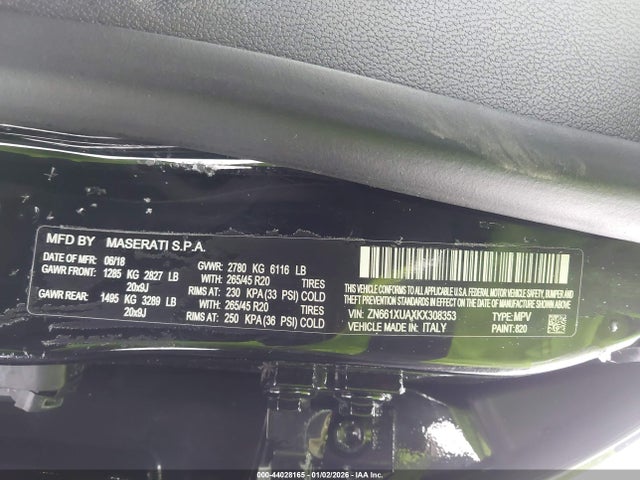 MFD BY MASERATI S.P.A.
DATE OF MFR: 06/18 GVWR: 2780 KG 6116 LB
GAWR FRONT: 1285 KG 2827 LB WITH 265/45 R20 TIRES
20x9J RIMS AT: 230 KPA (33 PSI) COLD
GAWR REAR: 1495 KG 3289 LB WITH 265/45 R20 TIRES
20x9J RIMS AT: 250 KPA (36 PSI) COLD
THIS VEHICLE CONFORMS TO ALL APPLICABLE U.S.A. FEDERAL MOTOR VEHICLE SAFETY, BUMPER, AND
THEFT PREVENTION STANDARDS IN EFFECT ON THE DATE OF MANUFACTURE SHOWN ABOVE.
VIN: ZN661XUAXKX308353 TYPE: MPV
VEHICLE MADE IN: ITALY PAINT: 820
000-44028165 - 01/02/2026 - IAA Inc.